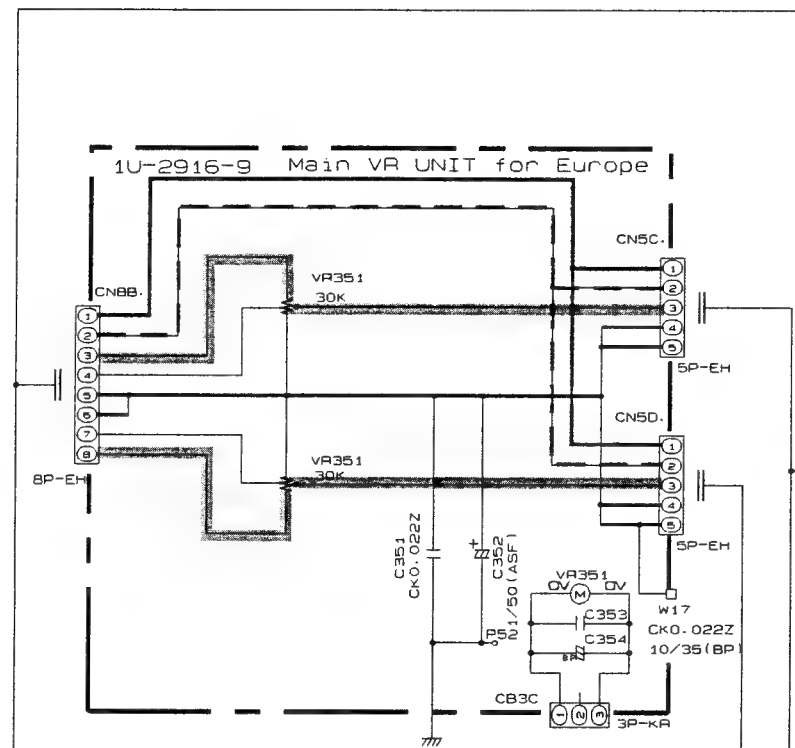 1U-2916-9 Main VR UNIT for Europe
CN5C.
1
2
3
4
5
5P-EH
CN8B.
1
2
3
4
5
6
7
8
8P-EH
VR351
30K
VR351
30K
CN5D.
1
2
3
4
5
5P-EH
C351
CK0.022Z
+
C352
1/50(ASF)
P52
VR351
0V
M
0V
C353
C354
BP
W17
CK0.022Z
10/35(BP)
CB3C
1
2
3
3P-KR